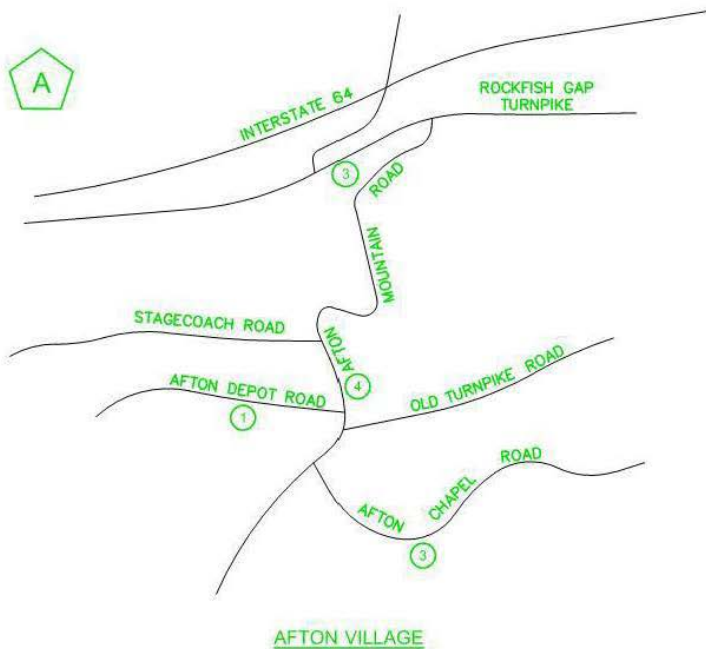 A
INTERSTATE 64
ROCKFISH GAP
TURNPIKE
3
ROAD
MOUNTAIN
STAGECOACH ROAD
AFTON
4
AFTON DEPOT ROAD
1
OLD TURNPIKE ROAD
AFTON CHAPEL ROAD
3
AFTON VILLAGE